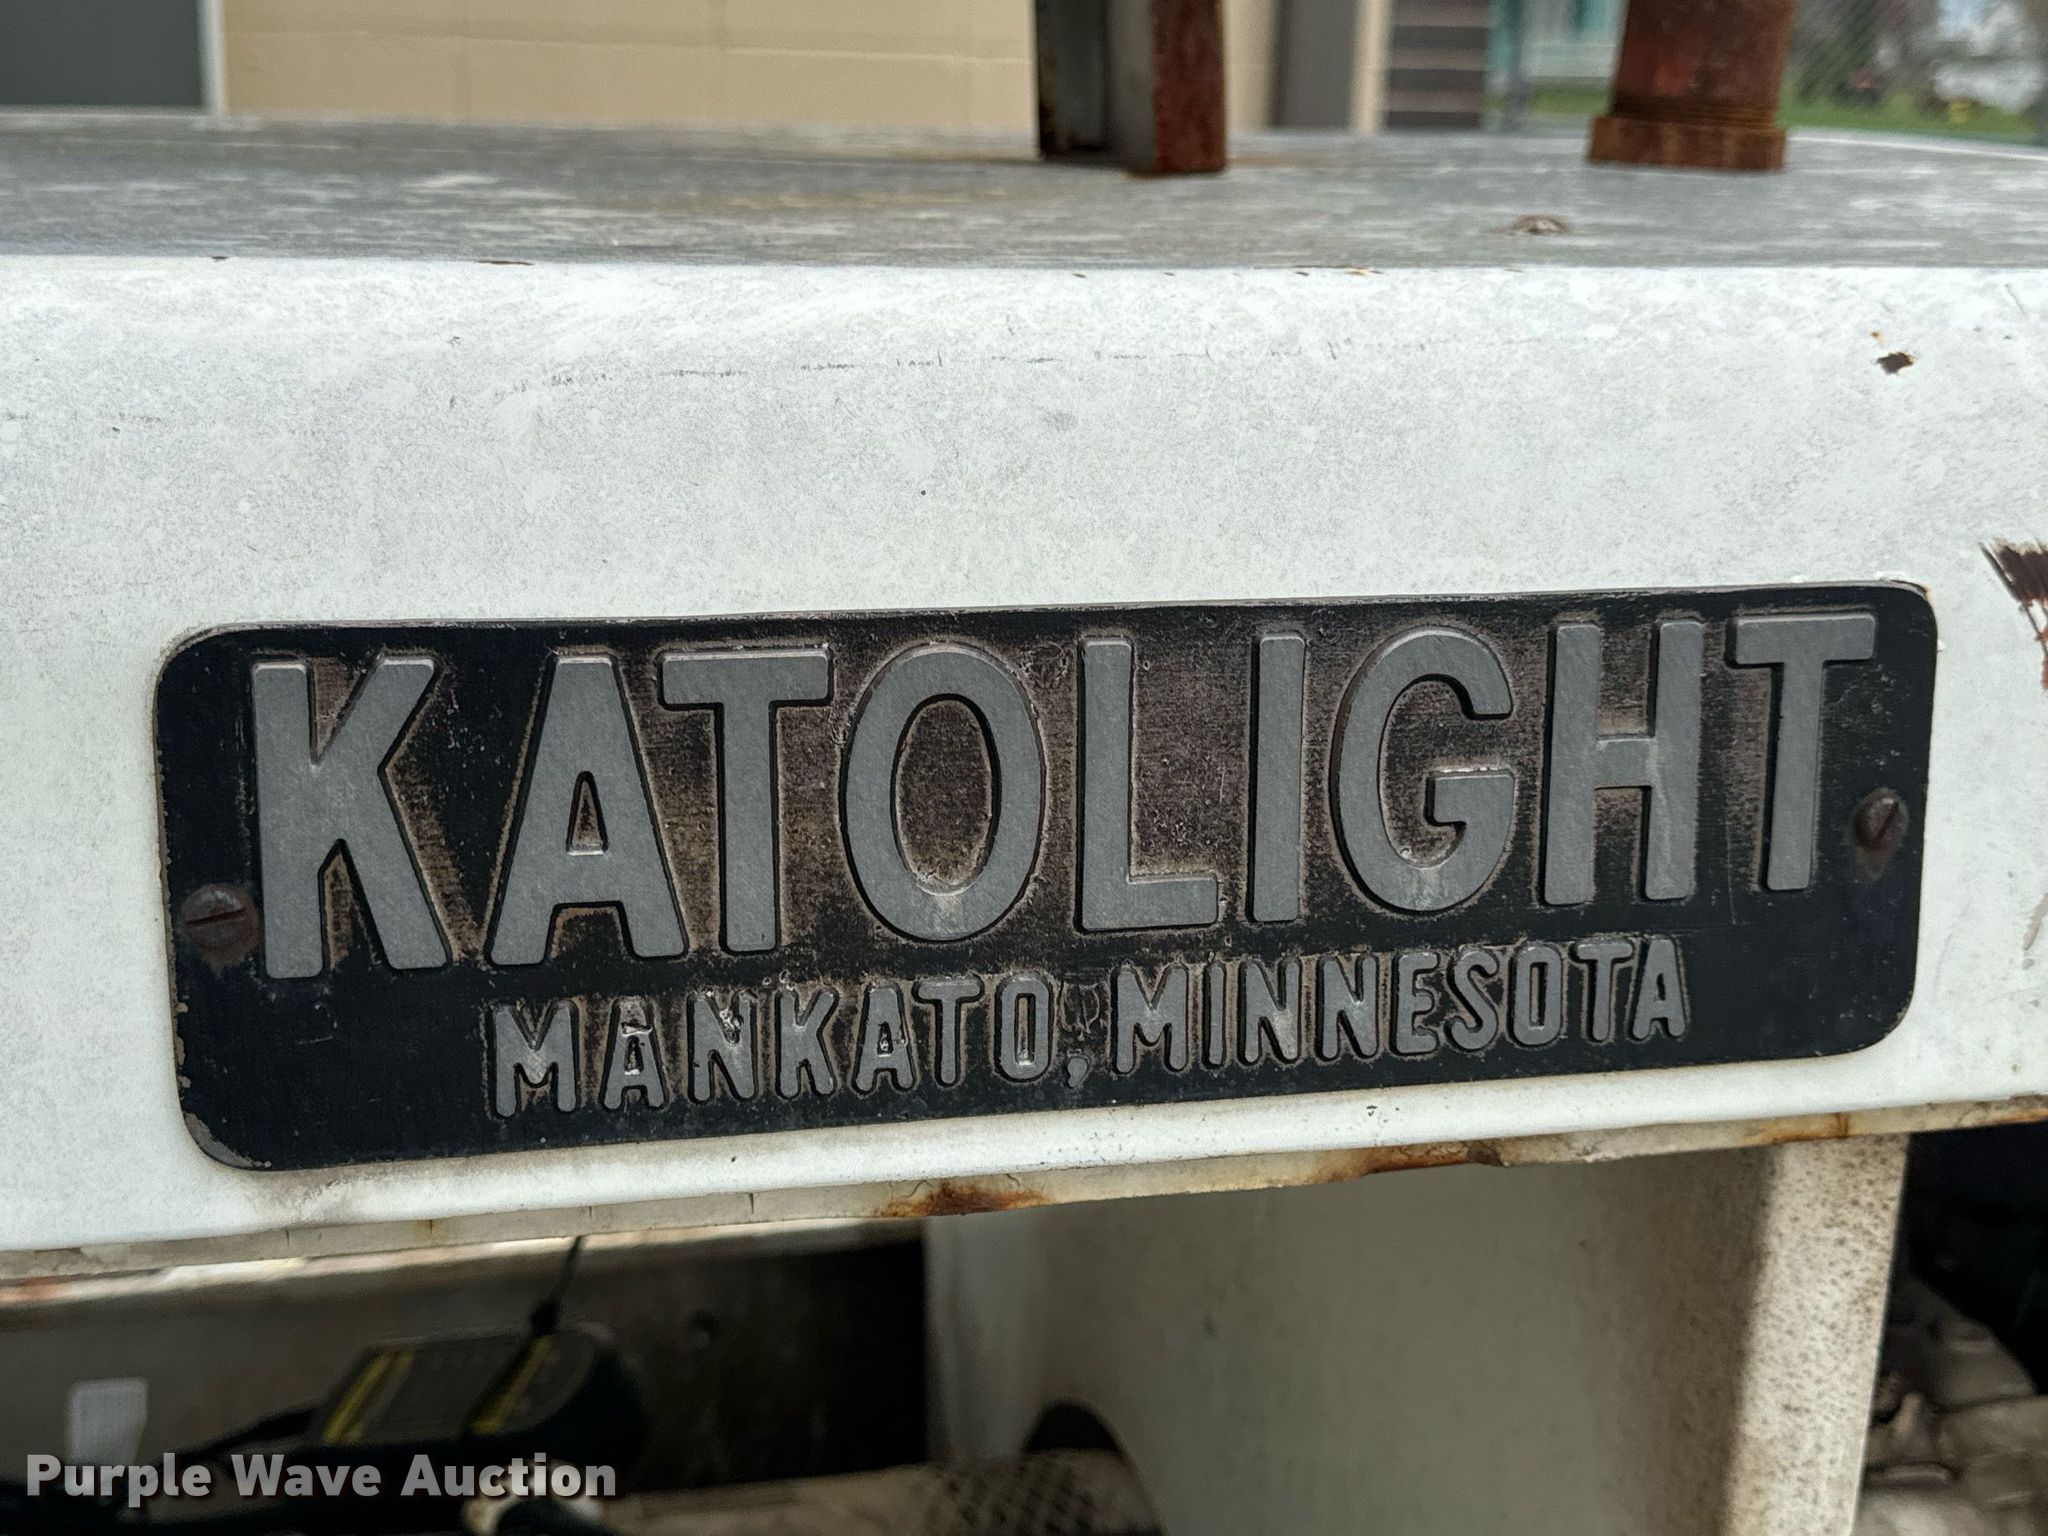 KATOLIGHT
MANKATO, MINNESOTA
Purple Wave Auction